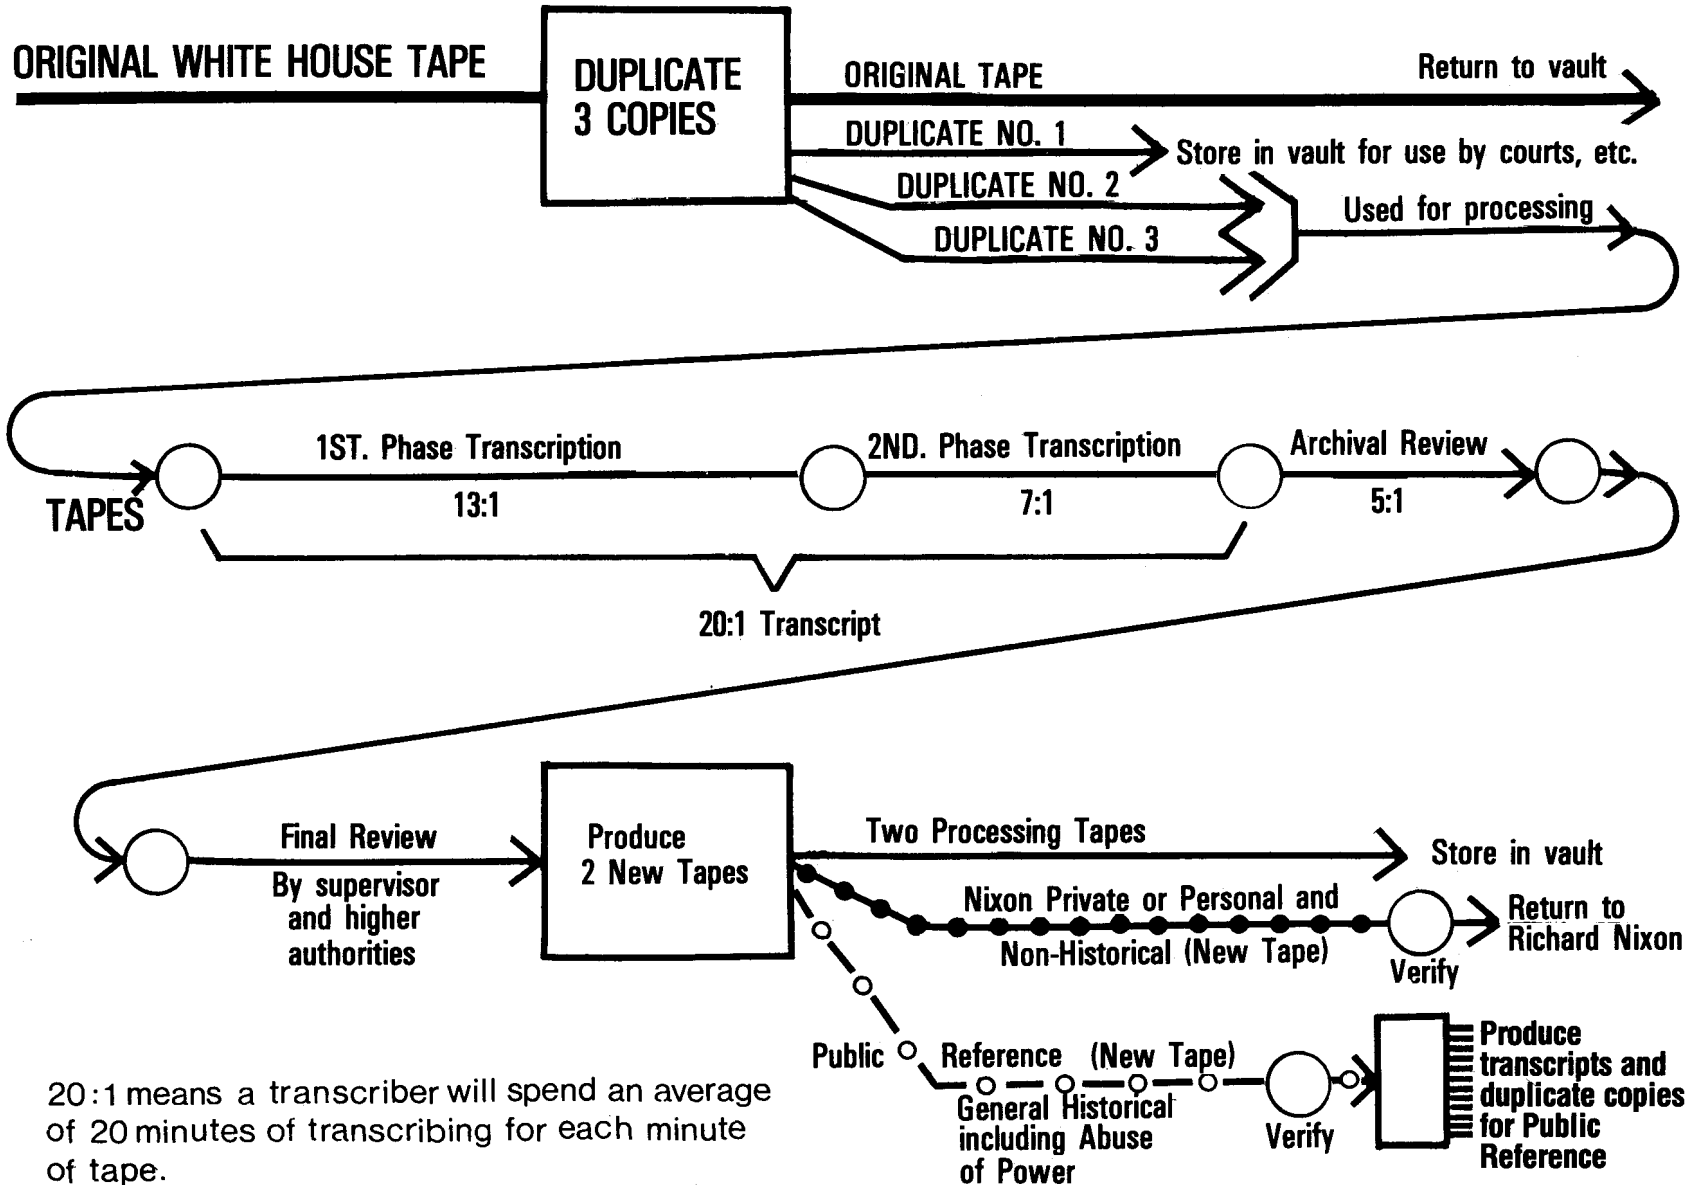 ORIGINAL WHITE HOUSE TAPE
DUPLICATE
3 COPIES
ORIGINAL TAPE
Return to vault
DUPLICATE NO. 1
Store in vault for use by courts, etc.
DUPLICATE NO. 2
Used for processing
DUPLICATE NO. 3
TAPES
1ST. Phase Transcription
13:1
2ND. Phase Transcription
7:1
Archival Review
5:1
20:1 Transcript
Final Review
By supervisor
and higher
authorities
Produce
2 New Tapes
Two Processing Tapes
Store in vault
Nixon Private or Personal and
Non-Historical (New Tape)
Verify
Return to
Richard Nixon
Public Reference (New Tape)
General Historical
including Abuse
of Power
Verify
Produce
transcripts and
duplicate copies
for Public
Reference
20:1 means a transcriber will spend an average
of 20 minutes of transcribing for each minute
of tape.